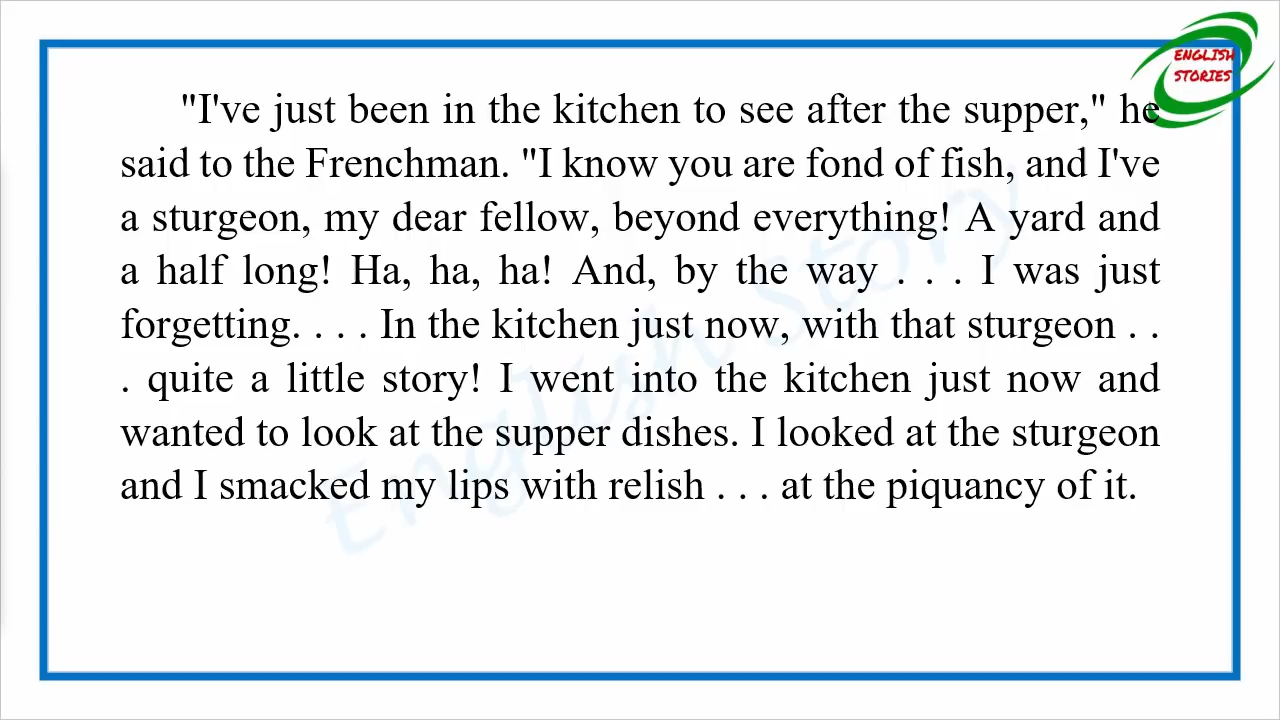 ENGLISH
STORIES
"I've just been in the kitchen to see after the supper," he
said to the Frenchman. "I know you are fond of fish, and I've
a sturgeon, my dear fellow, beyond everything! A yard and
a half long! Ha, ha, ha! And, by the way . . . I was just
forgetting. . . . In the kitchen just now, with that sturgeon . .
. quite a little story! I went into the kitchen just now and
wanted to look at the supper dishes. I looked at the sturgeon
and I smacked my lips with relish . . . at the piquancy of it.
English Story